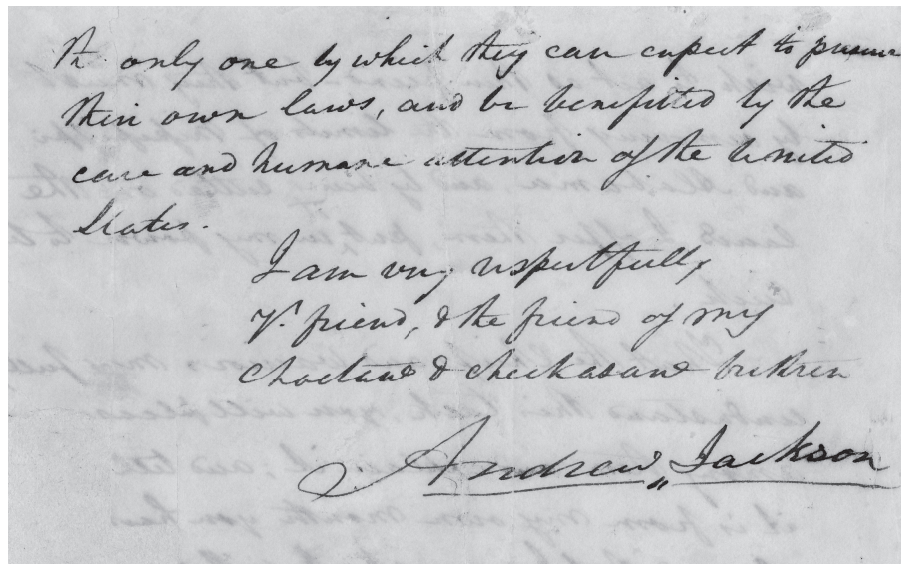 The only one by which they can expect to preserve
their own laws, and be benefitted by the
care and humane attention of the United
States.
I am very respectfully,
Yr. friend, & the friend of my
Choctaw & Chickasaw brethren
Andrew Jackson